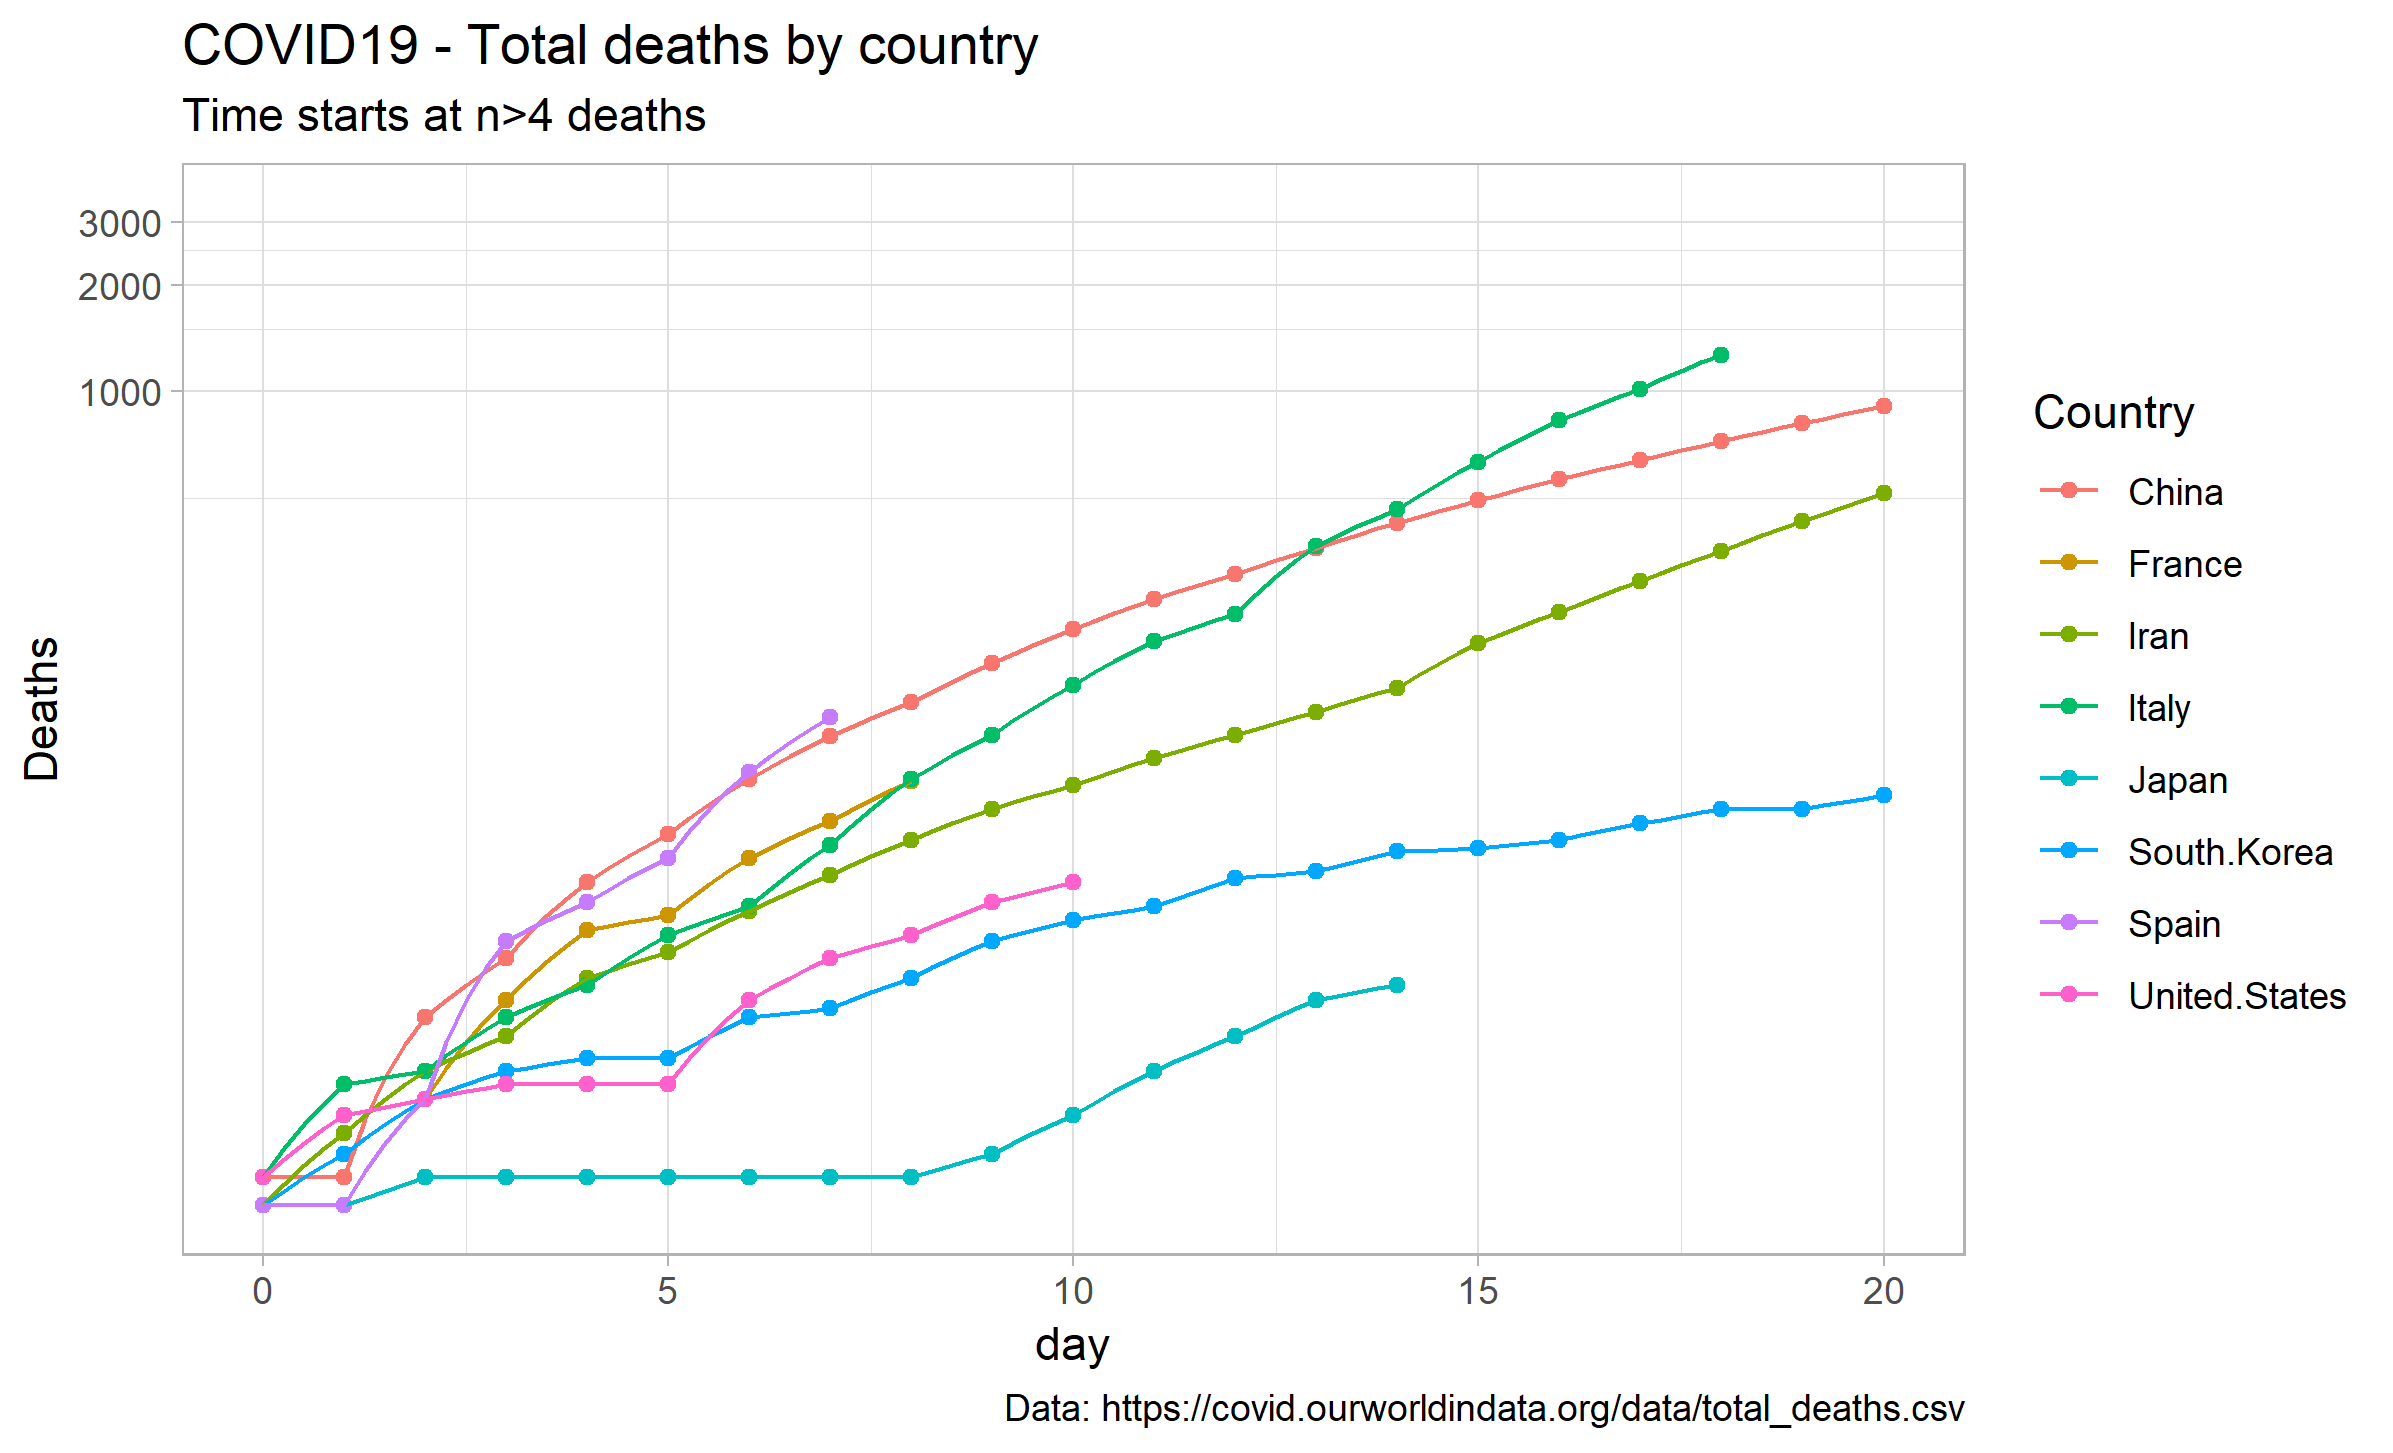 COVID19 - Total deaths by country
Time starts at n>4 deaths
3000
2000
1000
Deaths
0 5 10 15 20
day
Country
China
France
Iran
Italy
Japan
South.Korea
Spain
United.States
Data: https://covid.ourworldindata.org/data/total_deaths.csv